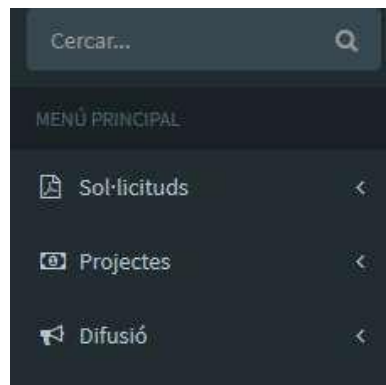 Cercar...
MENÚ PRINCIPAL
Sol·licituds
Projectes
Difusió